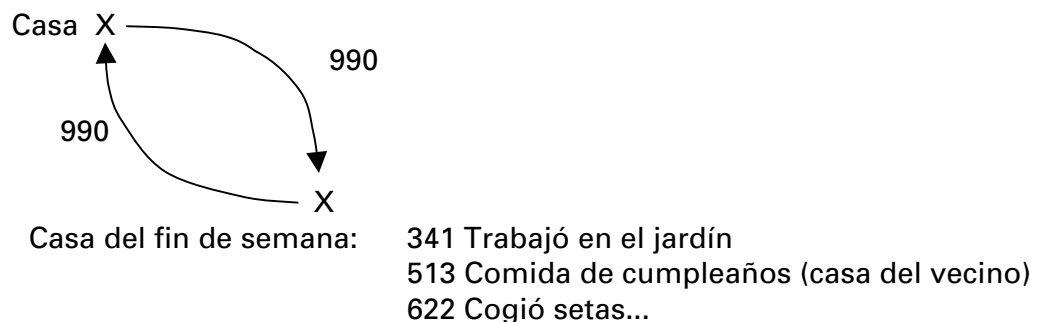 Casa X
990
990
X
Casa del fin de semana: 341 Trabajó en el jardín
513 Comida de cumpleaños (casa del vecino)
622 Cogió setas...